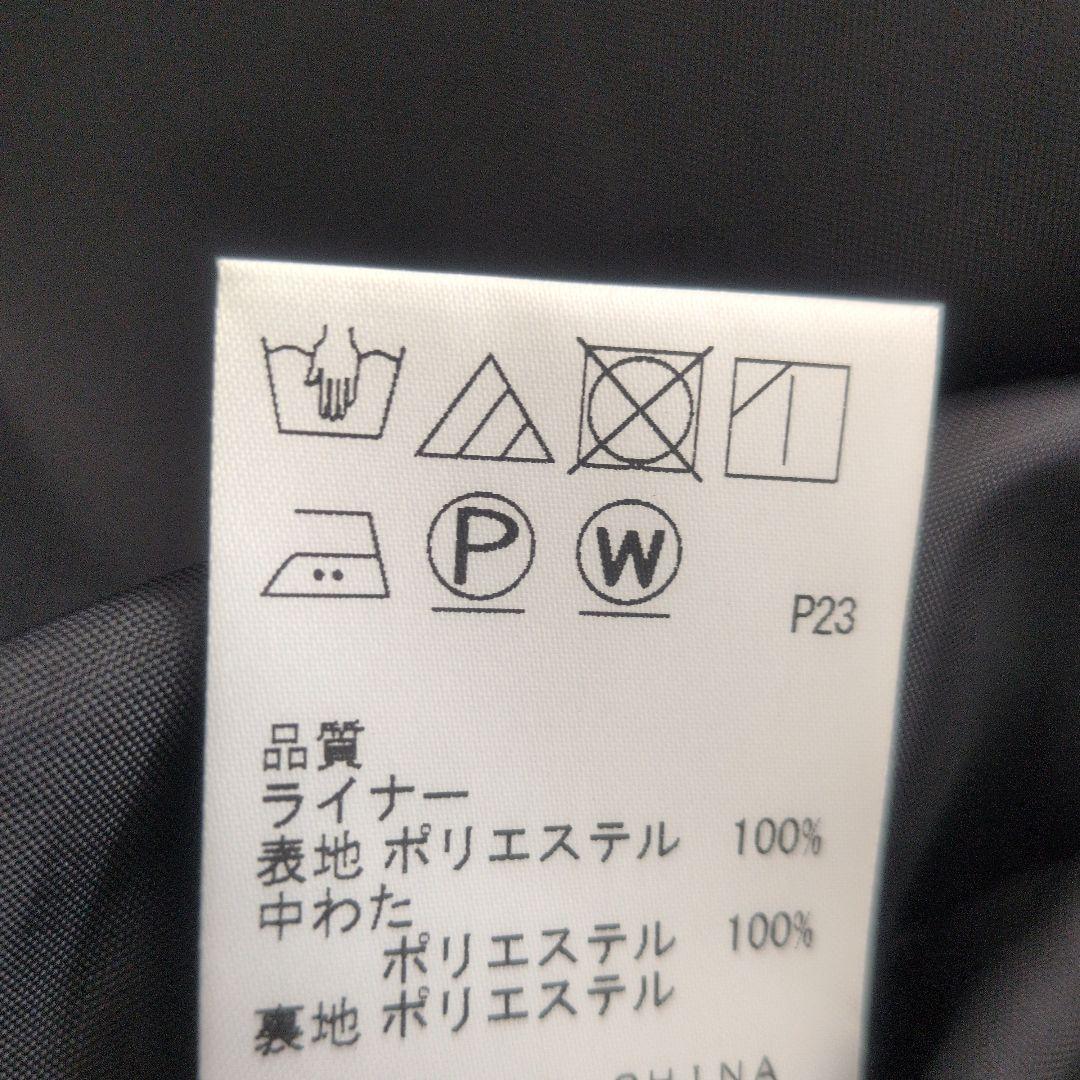 P W
P23
品質
ライナー
表地 ポリエステル 100%
中わた
ポリエステル 100%
裏地 ポリエステル
CHINA